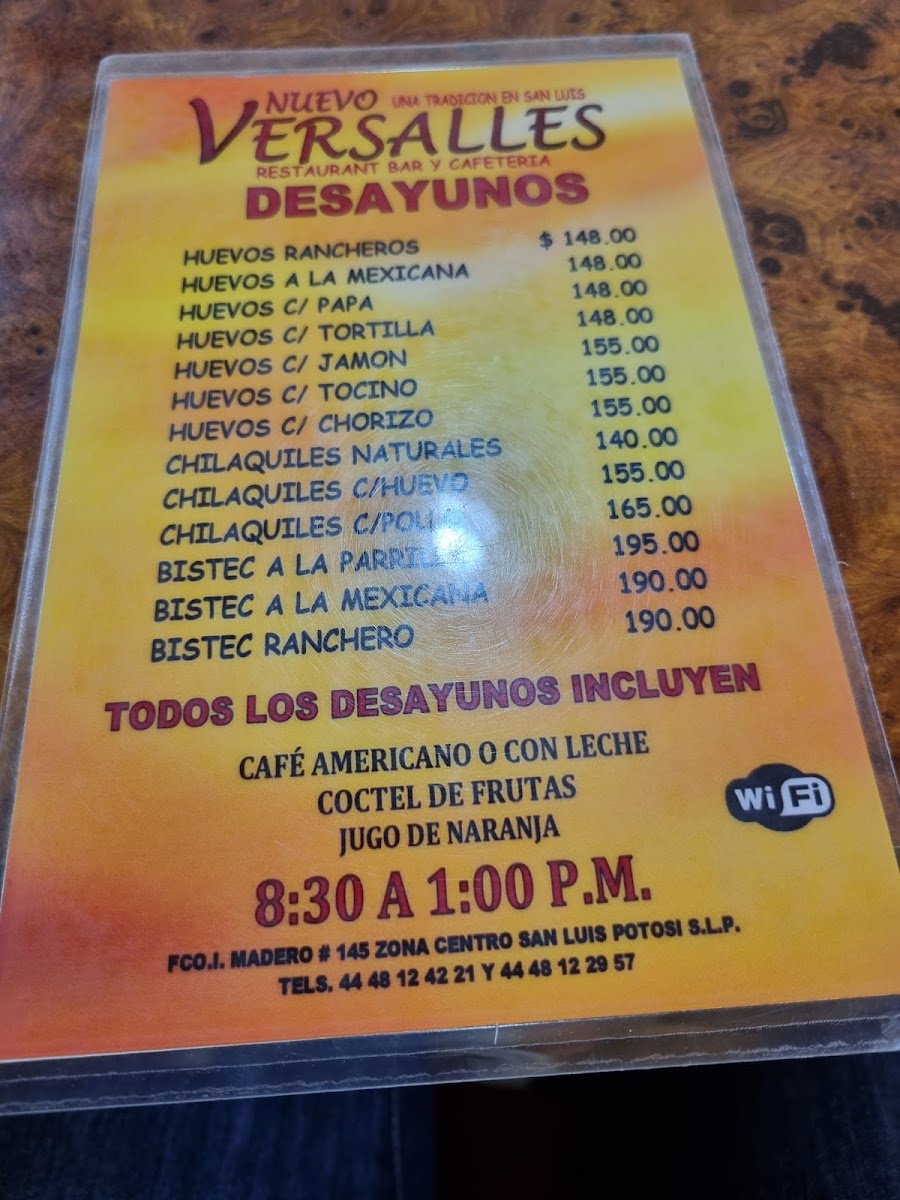 NUEVO UNA TRADICION EN SAN LUIS
VERSALLES
RESTAURANT BAR Y CAFETERIA
DESAYUNOS
HUEVOS RANCHEROS $ 148.00
HUEVOS A LA MEXICANA 148.00
HUEVOS C/ PAPA 148.00
HUEVOS C/ TORTILLA 148.00
HUEVOS C/ JAMON 155.00
HUEVOS C/ TOCINO 155.00
HUEVOS C/ CHORIZO 155.00
CHILAQUILES NATURALES 140.00
CHILAQUILES C/HUEVO 155.00
CHILAQUILES 165.00
BISTEC A LA PARRILLA 195.00
BISTEC A LA MEXICANA 190.00
BISTEC RANCHERO 190.00
TODOS LOS DESAYUNOS INCLUYEN
CAFÉ AMERICANO O CON LECHE
COCTEL DE FRUTAS
JUGO DE NARANJA
Wi Fi
8:30 A 1:00 P.M.
FCO.I. MADERO # 145 ZONA CENTRO SAN LUIS POTOSI S.L.P.
TELS. 44 48 12 42 21 Y 44 48 12 29 57